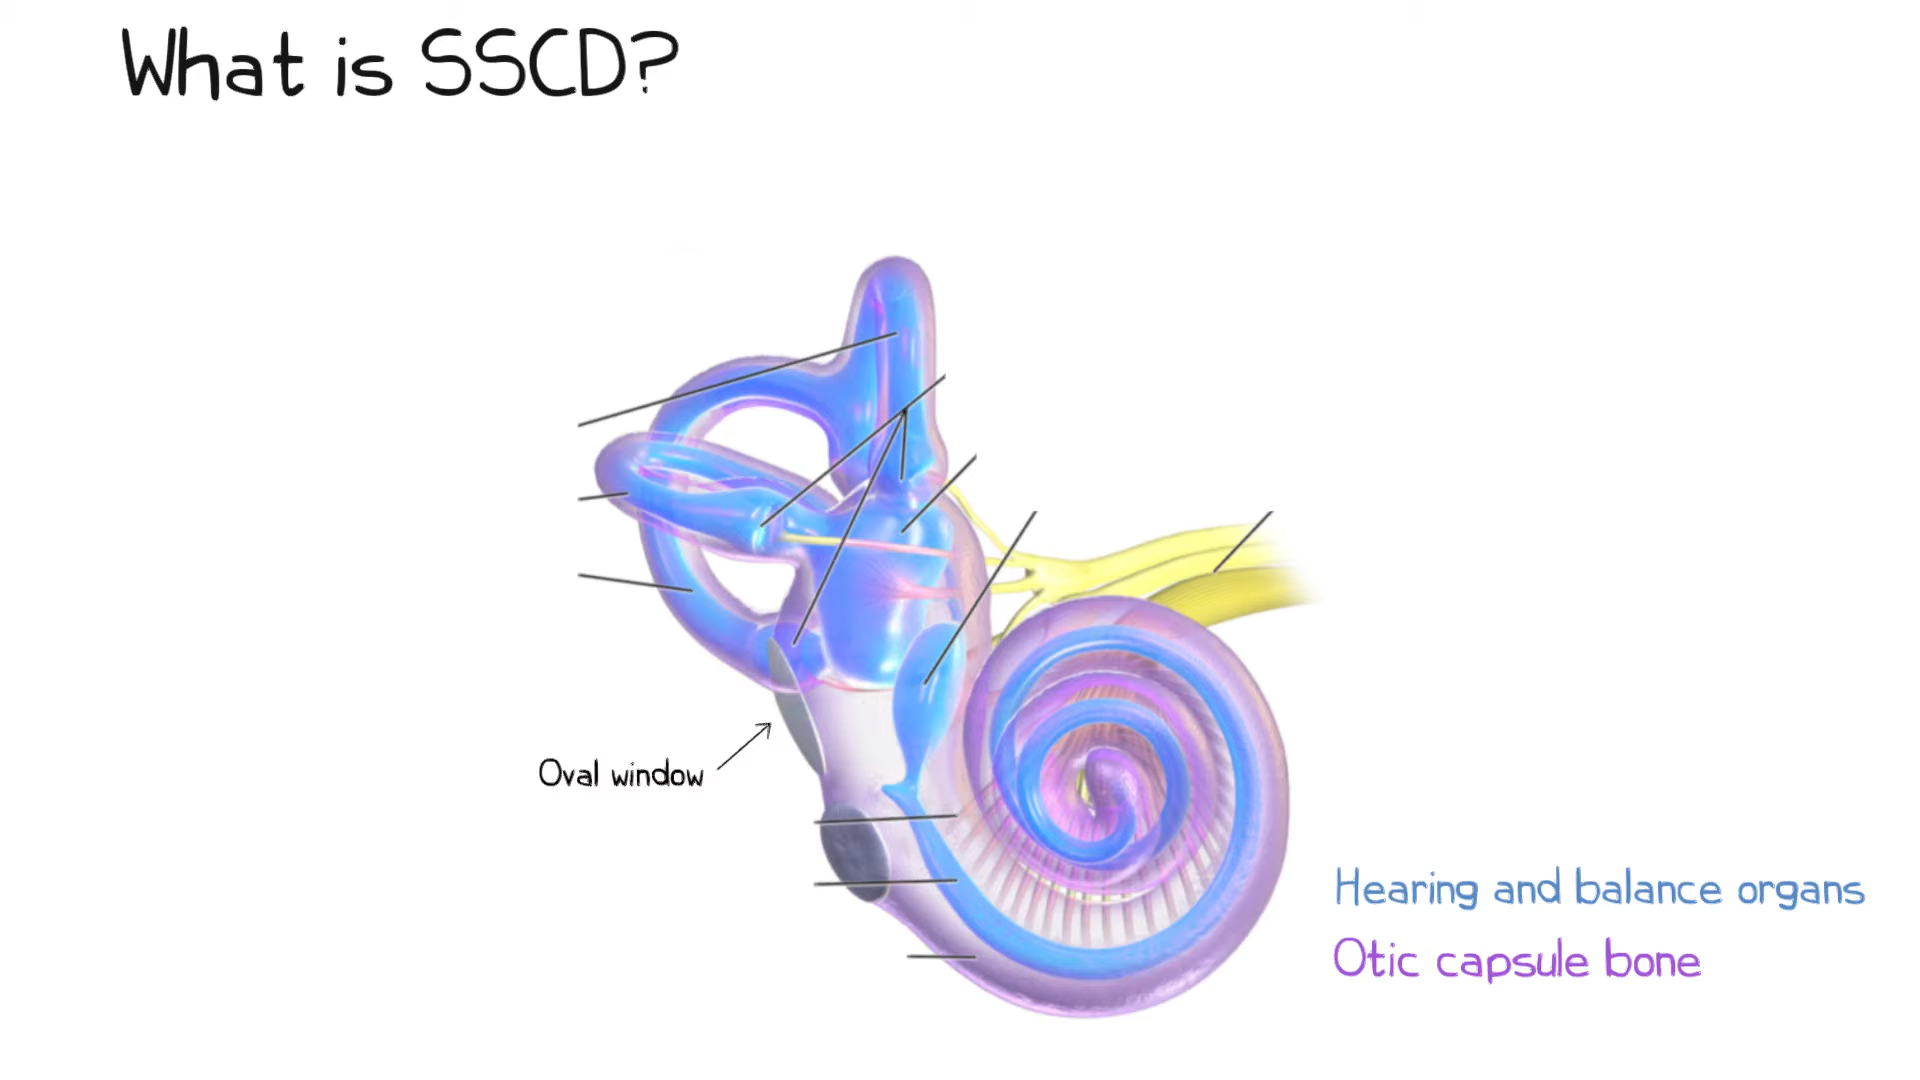 What is SSCD?
Oval window
Hearing and balance organs
Otic capsule bone